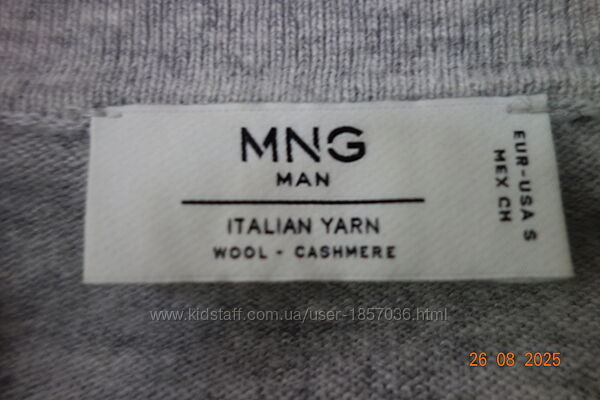 MNG
MAN
ITALIAN YARN
WOOL - CASHMERE
EUR-USA S
MEX CH
www.kidstaff.com.ua/user-1857036.html
26 08 2025